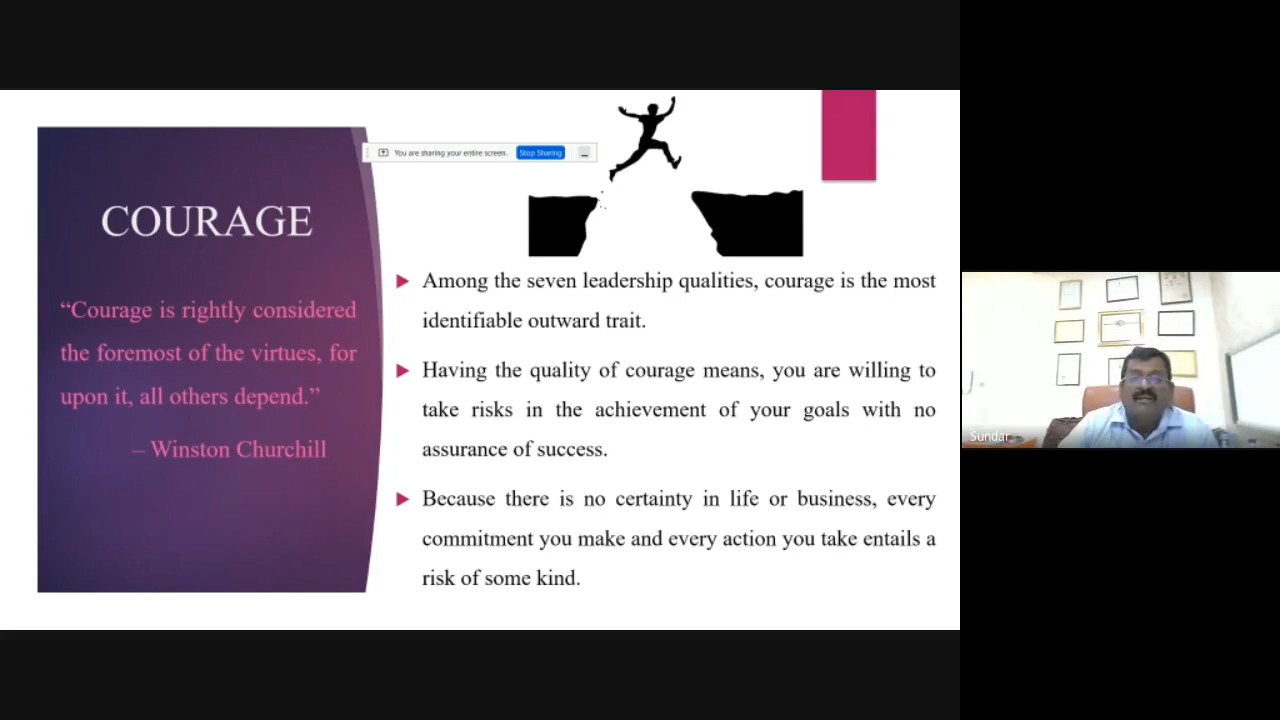 You are sharing your entire screen.
Stop Sharing
COURAGE
“Courage is rightly considered
the foremost of the virtues, for
upon it, all others depend.”
– Winston Churchill
Among the seven leadership qualities, courage is the most
identifiable outward trait.
Having the quality of courage means, you are willing to
take risks in the achievement of your goals with no
assurance of success.
Because there is no certainty in life or business, every
commitment you make and every action you take entails a
risk of some kind.
Sundar